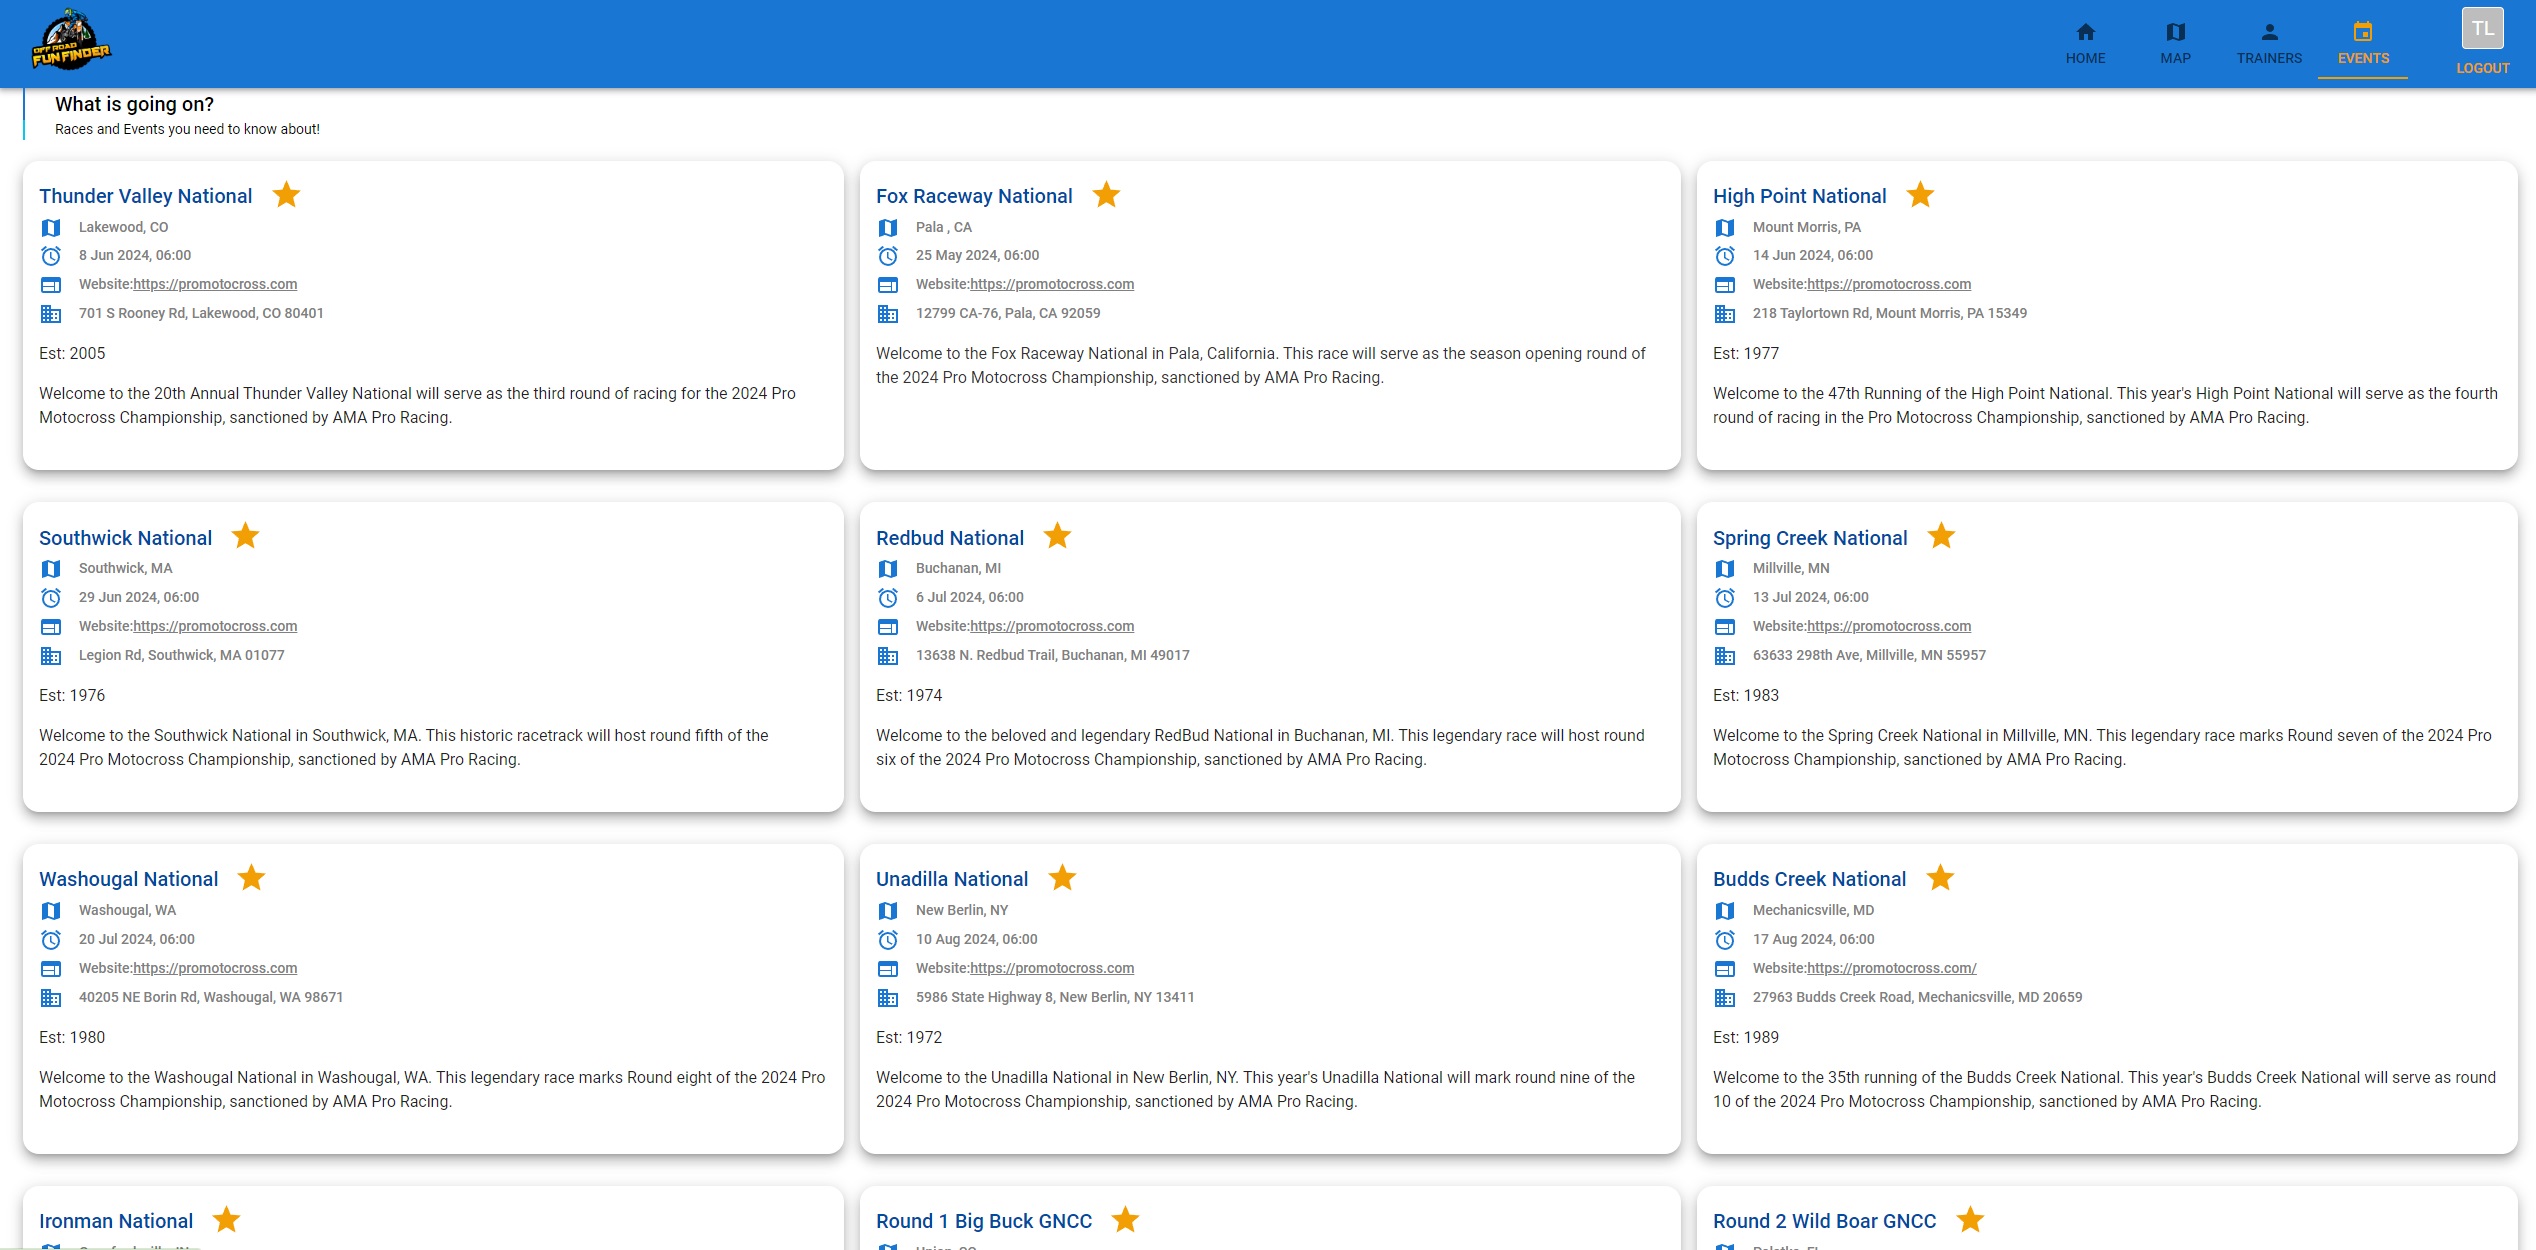 OFF ROAD
FUN FINDER
HOME
MAP
TRAINERS
EVENTS
TL
LOGOUT
What is going on?
Races and Events you need to know about!
Thunder Valley National
Lakewood, CO
8 Jun 2024, 06:00
Website:https://promotocross.com
701 S Rooney Rd, Lakewood, CO 80401
Est: 2005
Welcome to the 20th Annual Thunder Valley National will serve as the third round of racing for the 2024 Pro
Motocross Championship, sanctioned by AMA Pro Racing.
Fox Raceway National
Pala , CA
25 May 2024, 06:00
Website:https://promotocross.com
12799 CA-76, Pala, CA 92059
Welcome to the Fox Raceway National in Pala, California. This race will serve as the season opening round of
the 2024 Pro Motocross Championship, sanctioned by AMA Pro Racing.
High Point National
Mount Morris, PA
14 Jun 2024, 06:00
Website:https://promotocross.com
218 Taylortown Rd, Mount Morris, PA 15349
Est: 1977
Welcome to the 47th Running of the High Point National. This year's High Point National will serve as the fourth
round of racing in the Pro Motocross Championship, sanctioned by AMA Pro Racing.
Southwick National
Southwick, MA
29 Jun 2024, 06:00
Website:https://promotocross.com
Legion Rd, Southwick, MA 01077
Est: 1976
Welcome to the Southwick National in Southwick, MA. This historic racetrack will host round fifth of the
2024 Pro Motocross Championship, sanctioned by AMA Pro Racing.
Redbud National
Buchanan, MI
6 Jul 2024, 06:00
Website:https://promotocross.com
13638 N. Redbud Trail, Buchanan, MI 49017
Est: 1974
Welcome to the beloved and legendary RedBud National in Buchanan, MI. This legendary race will host round
six of the 2024 Pro Motocross Championship, sanctioned by AMA Pro Racing.
Spring Creek National
Millville, MN
13 Jul 2024, 06:00
Website:https://promotocross.com
63633 298th Ave, Millville, MN 55957
Est: 1983
Welcome to the Spring Creek National in Millville, MN. This legendary race marks Round seven of the 2024 Pro
Motocross Championship, sanctioned by AMA Pro Racing.
Washougal National
Washougal, WA
20 Jul 2024, 06:00
Website:https://promotocross.com
40205 NE Borin Rd, Washougal, WA 98671
Est: 1980
Welcome to the Washougal National in Washougal, WA. This legendary race marks Round eight of the 2024 Pro
Motocross Championship, sanctioned by AMA Pro Racing.
Unadilla National
New Berlin, NY
10 Aug 2024, 06:00
Website:https://promotocross.com
5986 State Highway 8, New Berlin, NY 13411
Est: 1972
Welcome to the Unadilla National in New Berlin, NY. This year's Unadilla National will mark round nine of the
2024 Pro Motocross Championship, sanctioned by AMA Pro Racing.
Budds Creek National
Mechanicsville, MD
17 Aug 2024, 06:00
Website:https://promotocross.com/
27963 Budds Creek Road, Mechanicsville, MD 20659
Est: 1989
Welcome to the 35th running of the Budds Creek National. This year's Budds Creek National will serve as round
10 of the 2024 Pro Motocross Championship, sanctioned by AMA Pro Racing.
Ironman National
Round 1 Big Buck GNCC
Round 2 Wild Boar GNCC